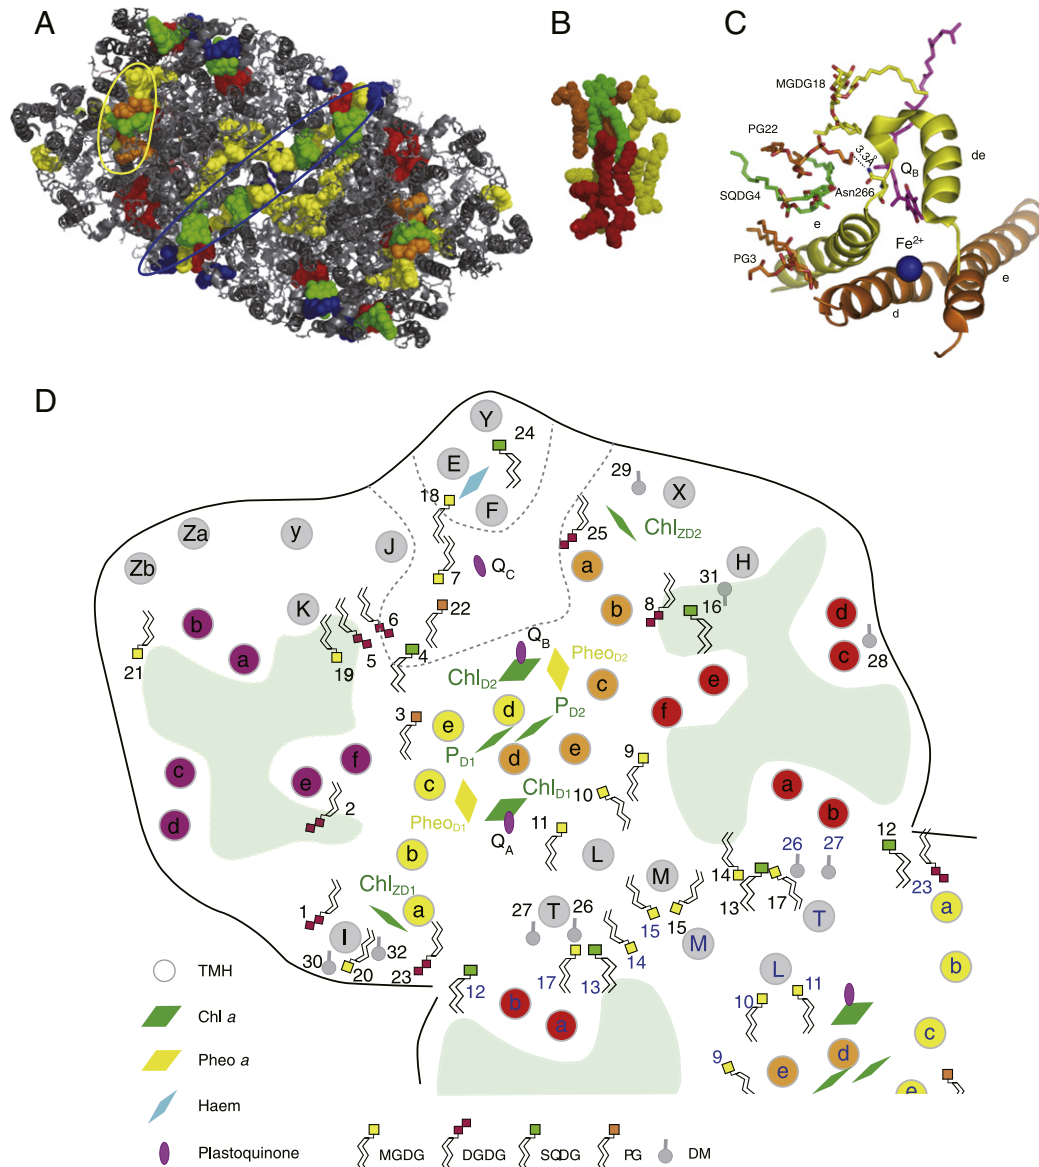 A
B
C
MGDG18
PG22
3.3Å
SQDG4
Asn266
QB
de
e
PG3
Fe2+
e
d
D
Y
24
E
29
X
18
F
25
ChlZD2
Za
y
J
Zb
7
QC
a
31
H
K
b
8
16
22
d
b
6
5
4
QB
c
28
21
a
19
ChlD2
PheoD2
e
c
3
d
PD2
f
e
PD1
f
d
e
9
c
e
c
ChlD1
10
a
d
2
PheoD1
QA
11
b
b
26
27
12
L
M
14
ChlZD1
a
13
17
23
a
1
T
26
15
15
T
I
27
M
30
32
14
b
20
23
12
17
13
L
11
10
b
a
c
9
d
e
e
TMH
Chl a
Pheo a
Haem
Plastoquinone
MGDG
DGDG
SQDG
PG
DM